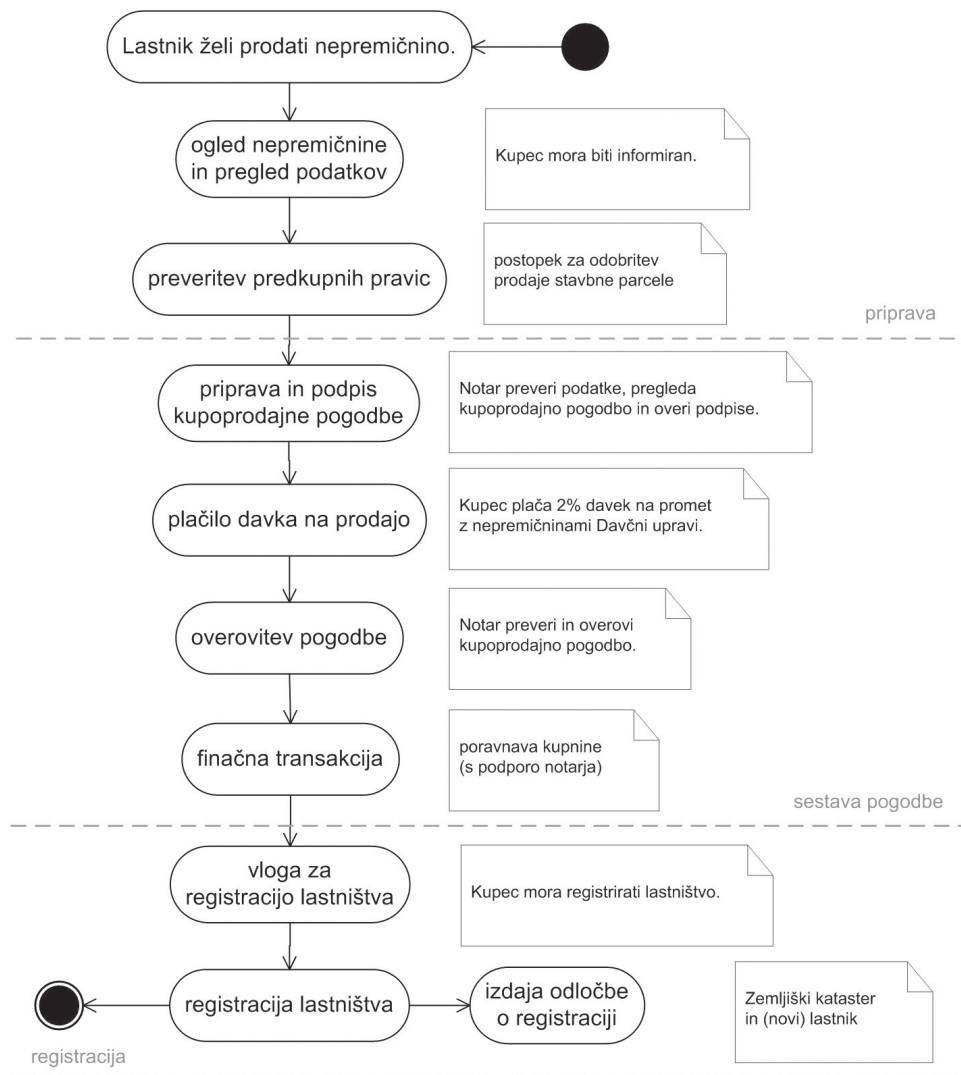 Lastnik želi prodati nepremičnino.
ogled nepremičnine
in pregled podatkov
Kupec mora biti informiran.
preveritev predkupnih pravic
postopek za odobritev
prodaje stavbne parcele
priprava
priprava in podpis
kupoprodajne pogodbe
Notar preveri podatke, pregleda
kupoprodajno pogodbo in overi podpise.
plačilo davka na prodajo
Kupec plača 2% davek na promet
z nepremičninami Davčni upravi.
overovitev pogodbe
Notar preveri in overovi
kupoprodajno pogodbo.
finačna transakcija
poravnava kupnine
(s podporo notarja)
sestava pogodbe
vloga za
registracijo lastništva
Kupec mora registrirati lastništvo.
registracija lastništva
izdaja odločbe
o registraciji
Zemljiški kataster
in (novi) lastnik
registracija